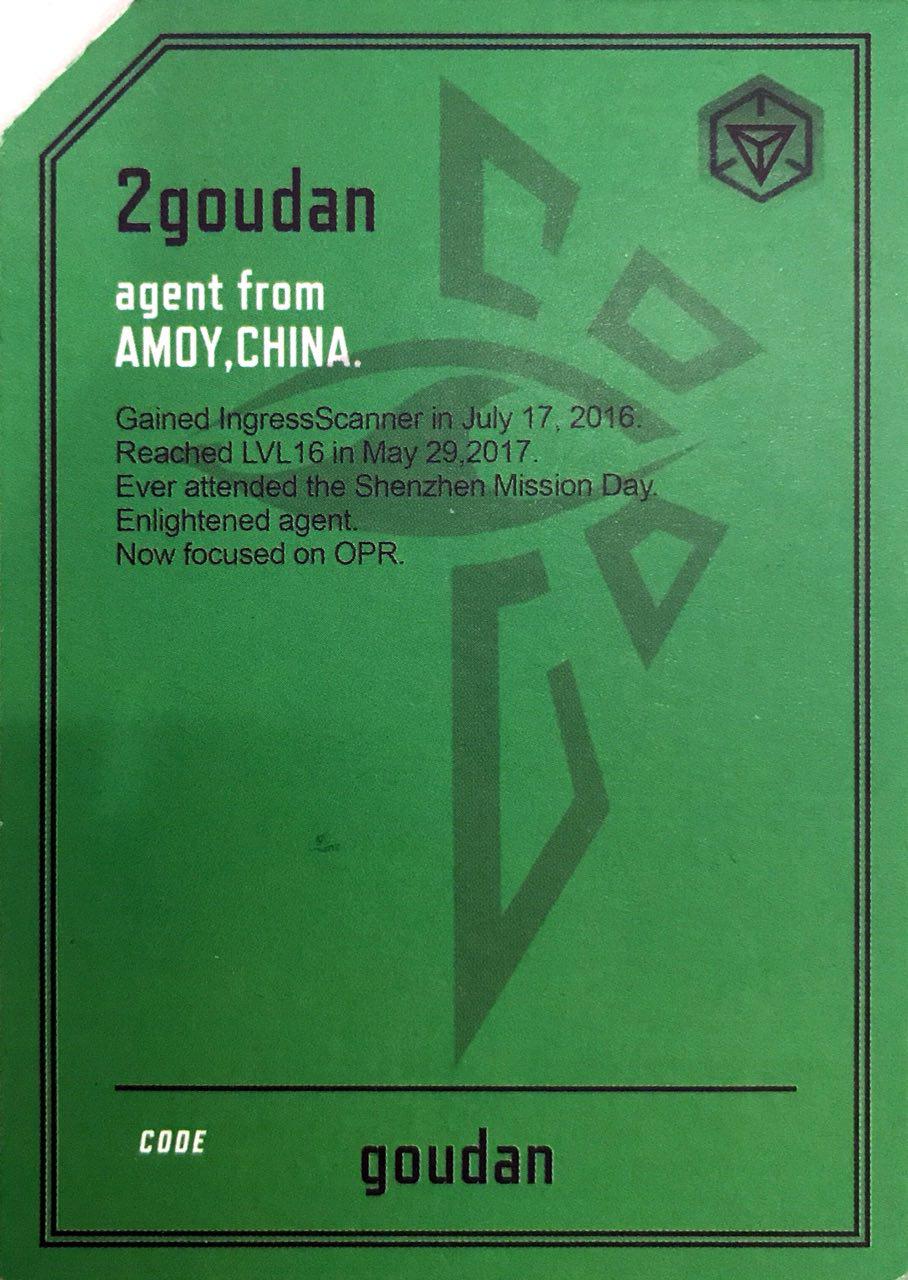 2goudan
agent from
AMOY,CHINA.
Gained IngressScanner in July 17, 2016.
Reached LVL16 in May 29,2017.
Ever attended the Shenzhen Mission Day.
Enlightened agent.
Now focused on OPR.
CODE
goudan